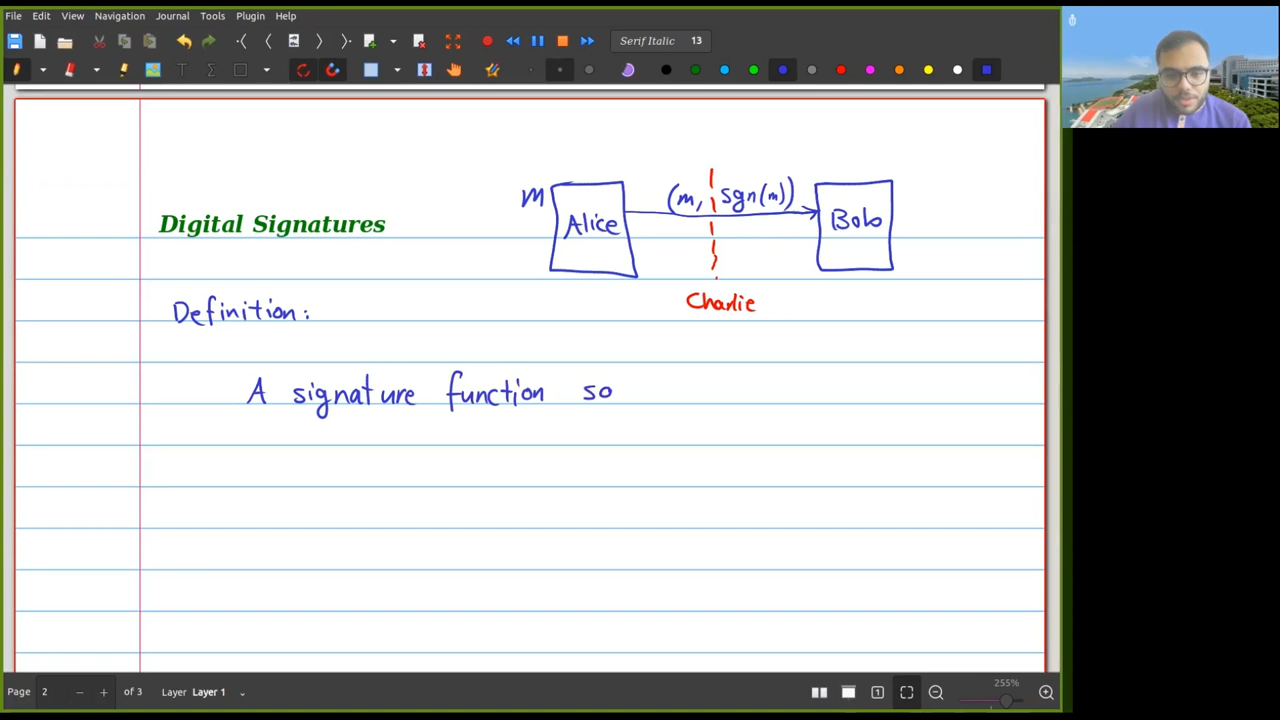 File Edit View Navigation Journal Tools Plugin Help
Serif Italic 13
m
(m, sgn(m))
Digital Signatures
Alice
Bob
Charlie
Definition:
A signature function so
Page 2 of 3 Layer Layer 1
255%